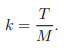 k = T/M.